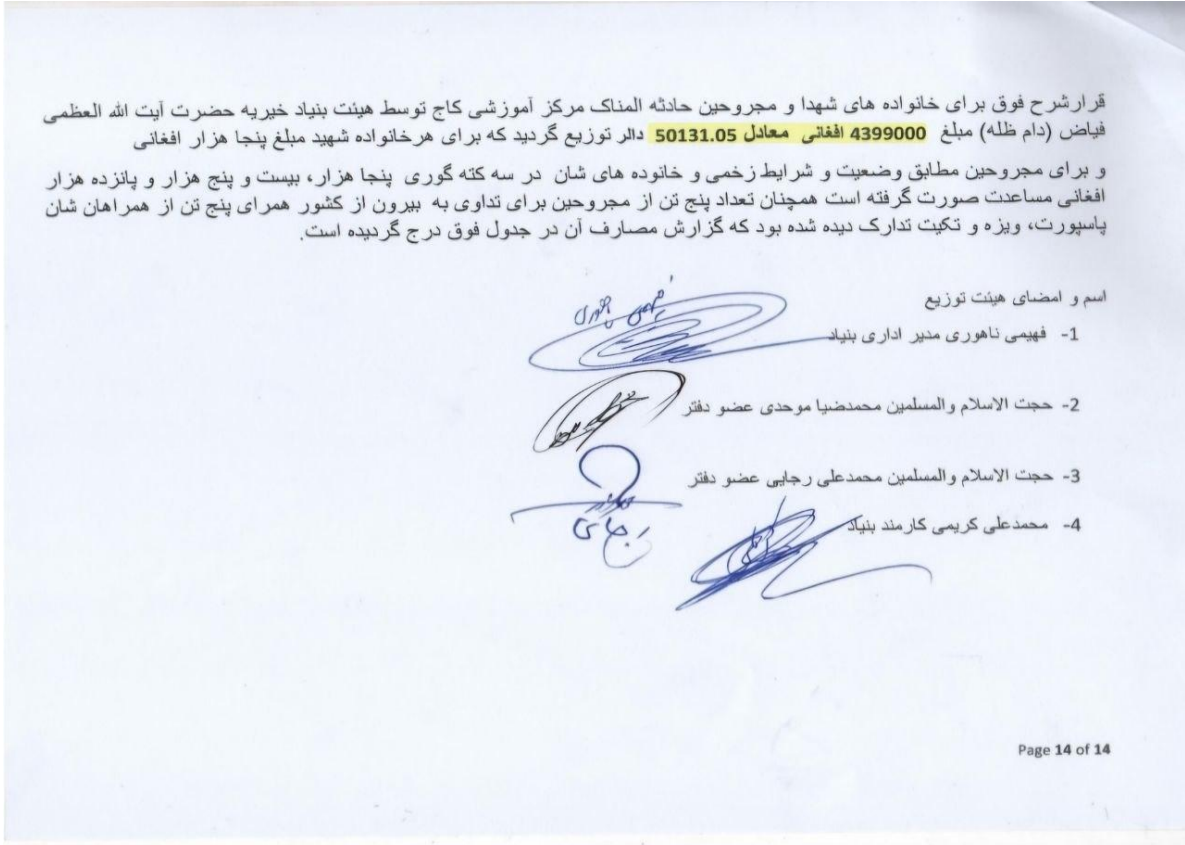 قرارشرح فوق برای خانواده های شهدا و مجروحین حادثه المناک مرکز آموزشی کاج توسط هیئت بنیاد خیریه حضرت آیت الله العظمی
فیاض (دام ظله) مبلغ 4399000 افغانی معادل 50131.05 دالر توزیع گردید که برای هرخانواده شهید مبلغ پنجا هزار افغانی
و برای مجروحین مطابق وضعیت و شرایط زخمی و خانوده های شان در سه کته گوری پنجا هزار، بیست و پنج هزار و پانزده هزار
افغانی مساعدت صورت گرفته است همچنان تعداد پنج تن از مجروحین برای تداوی به بیرون از کشور همرای پنج تن از همراهان شان
پاسپورت، ویزه و تکیت تدارک دیده شده بود که گزارش مصارف آن در جدول فوق درج گردیده است.
اسم و امضای هیئت توزیع
1- فهیمی ناهوری مدیر اداری بنیاد
2- حجت الاسلام والمسلمین محمدضیا موحدی عضو دفتر
3- حجت الاسلام والمسلمین محمدعلی رجایی عضو دفتر
رجایی
4- محمدعلی کریمی کارمند بنیاد
Page 14 of 14